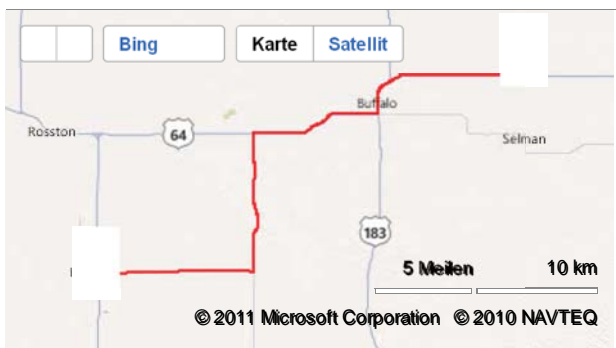 Bing Karte Satellit
Buffalo
Rosston 64 Selman
183
5 Meilen 10 km
© 2011 Microsoft Corporation © 2010 NAVTEQ